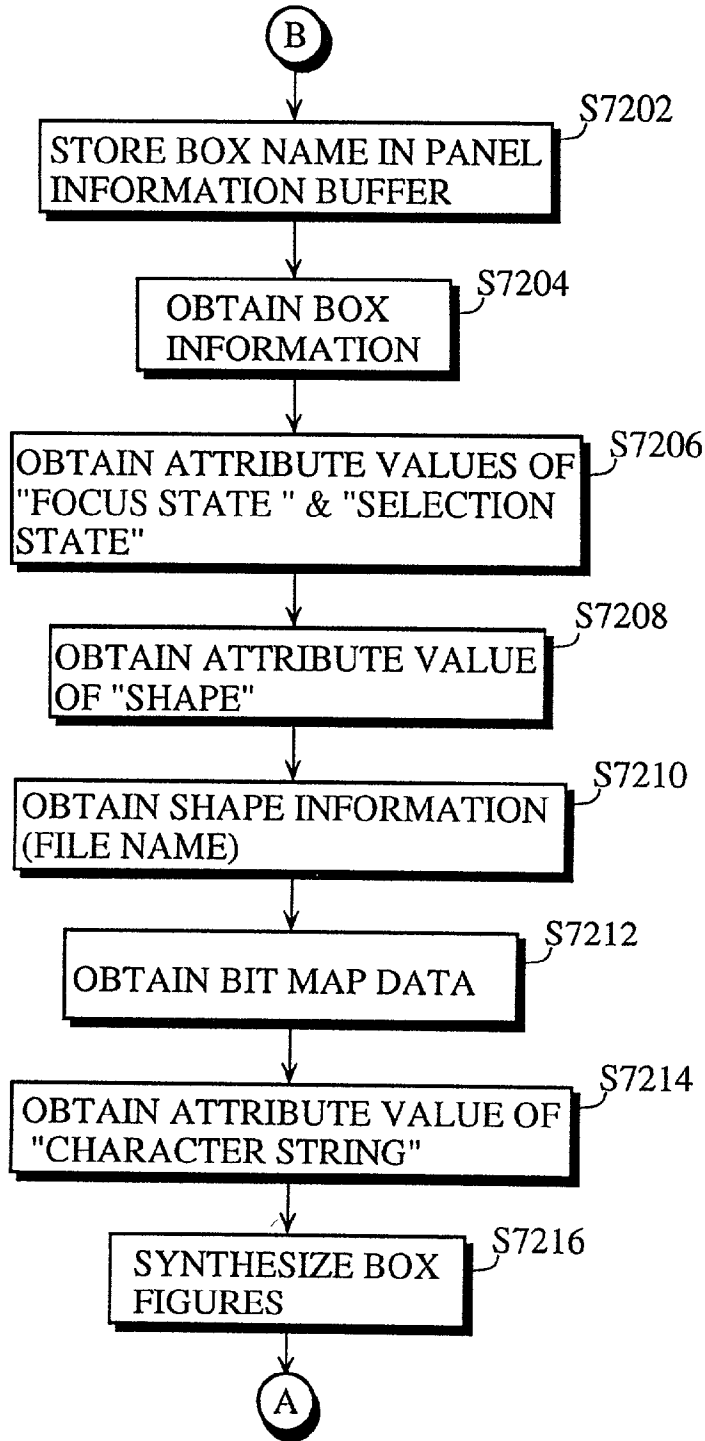 B
S7202
STORE BOX NAME IN PANEL
INFORMATION BUFFER
S7204
OBTAIN BOX
INFORMATION
S7206
OBTAIN ATTRIBUTE VALUES OF
"FOCUS STATE " & "SELECTION
STATE"
S7208
OBTAIN ATTRIBUTE VALUE
OF "SHAPE"
S7210
OBTAIN SHAPE INFORMATION
(FILE NAME)
S7212
OBTAIN BIT MAP DATA
S7214
OBTAIN ATTRIBUTE VALUE OF
"CHARACTER STRING"
S7216
SYNTHESIZE BOX
FIGURES
A